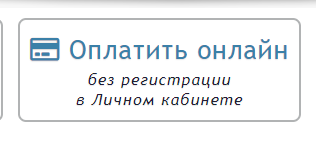 Оплатить онлайн
без регистрации
в Личном кабинете